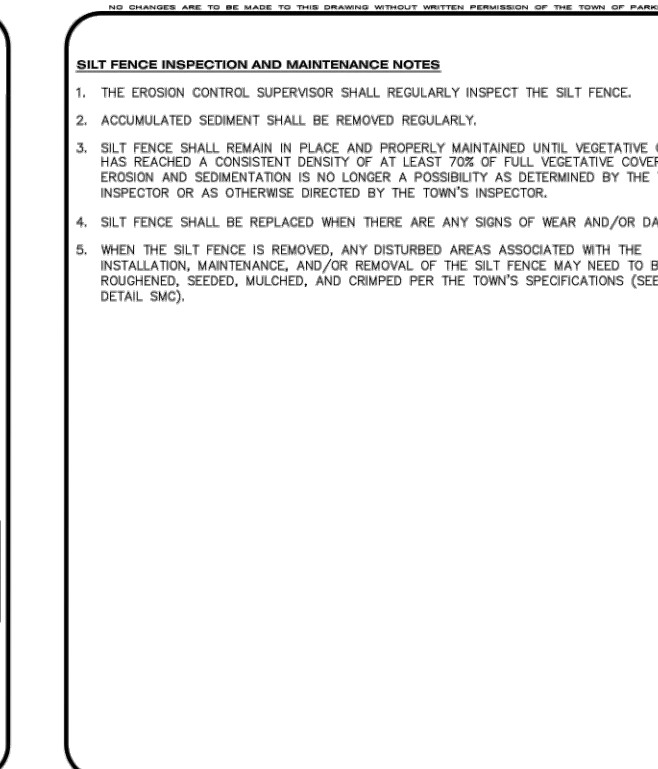 NO CHANGES ARE TO BE MADE TO THIS DRAWING WITHOUT WRITTEN PERMISSION OF THE TOWN OF
SILT FENCE INSPECTION AND MAINTENANCE NOTES
1. THE EROSION CONTROL SUPERVISOR SHALL REGULARLY INSPECT THE SILT FENCE.
2. ACCUMULATED SEDIMENT SHALL BE REMOVED REGULARLY.
3. SILT FENCE SHALL REMAIN IN PLACE AND PROPERLY MAINTAINED UNTIL VEGETATIVE
HAS REACHED A CONSISTENT DENSITY OF AT LEAST 70% OF FULL VEGETATIVE COVER
EROSION AND SEDIMENTATION IS NO LONGER A POSSIBILITY AS DETERMINED BY THE
INSPECTOR OR AS OTHERWISE DIRECTED BY THE TOWN'S INSPECTOR.
4. SILT FENCE SHALL BE REPLACED WHEN THERE ARE ANY SIGNS OF WEAR AND/OR
5. WHEN THE SILT FENCE IS REMOVED, ANY DISTURBED AREAS ASSOCIATED WITH THE
INSTALLATION, MAINTENANCE, AND/OR REMOVAL OF THE SILT FENCE MAY NEED TO
ROUGHENED, SEEDED, MULCHED, AND CRIMPED PER THE TOWN'S SPECIFICATIONS (SEE
DETAIL SMC).